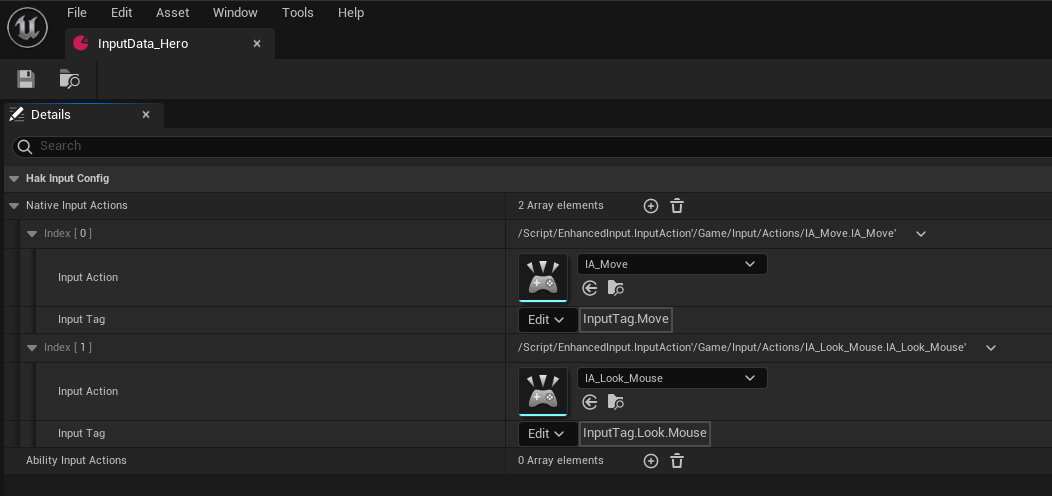 File Edit Asset Window Tools Help
InputData_Hero
Details
Search
Hak Input Config
Native Input Actions 2 Array elements
Index [ 0 ] /Script/EnhancedInput.InputAction'/Game/Input/Actions/IA_Move.IA_Move'
Input Action IA_Move
Input Tag Edit InputTag.Move
Index [ 1 ] /Script/EnhancedInput.InputAction'/Game/Input/Actions/IA_Look_Mouse.IA_Look_Mouse'
Input Action IA_Look_Mouse
Input Tag Edit InputTag.Look.Mouse
Ability Input Actions 0 Array elements